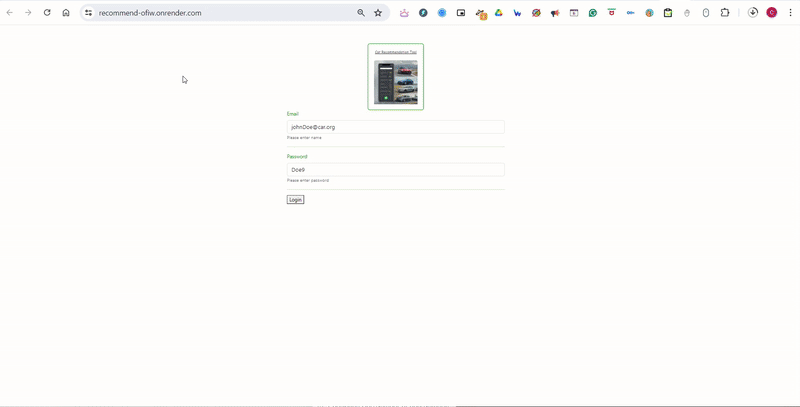 recommend-ofiw.onrender.com
Car Recommendation Tool
Email
johnDoe@car.org
Please enter name
Password
Doe9
Please enter password
Login